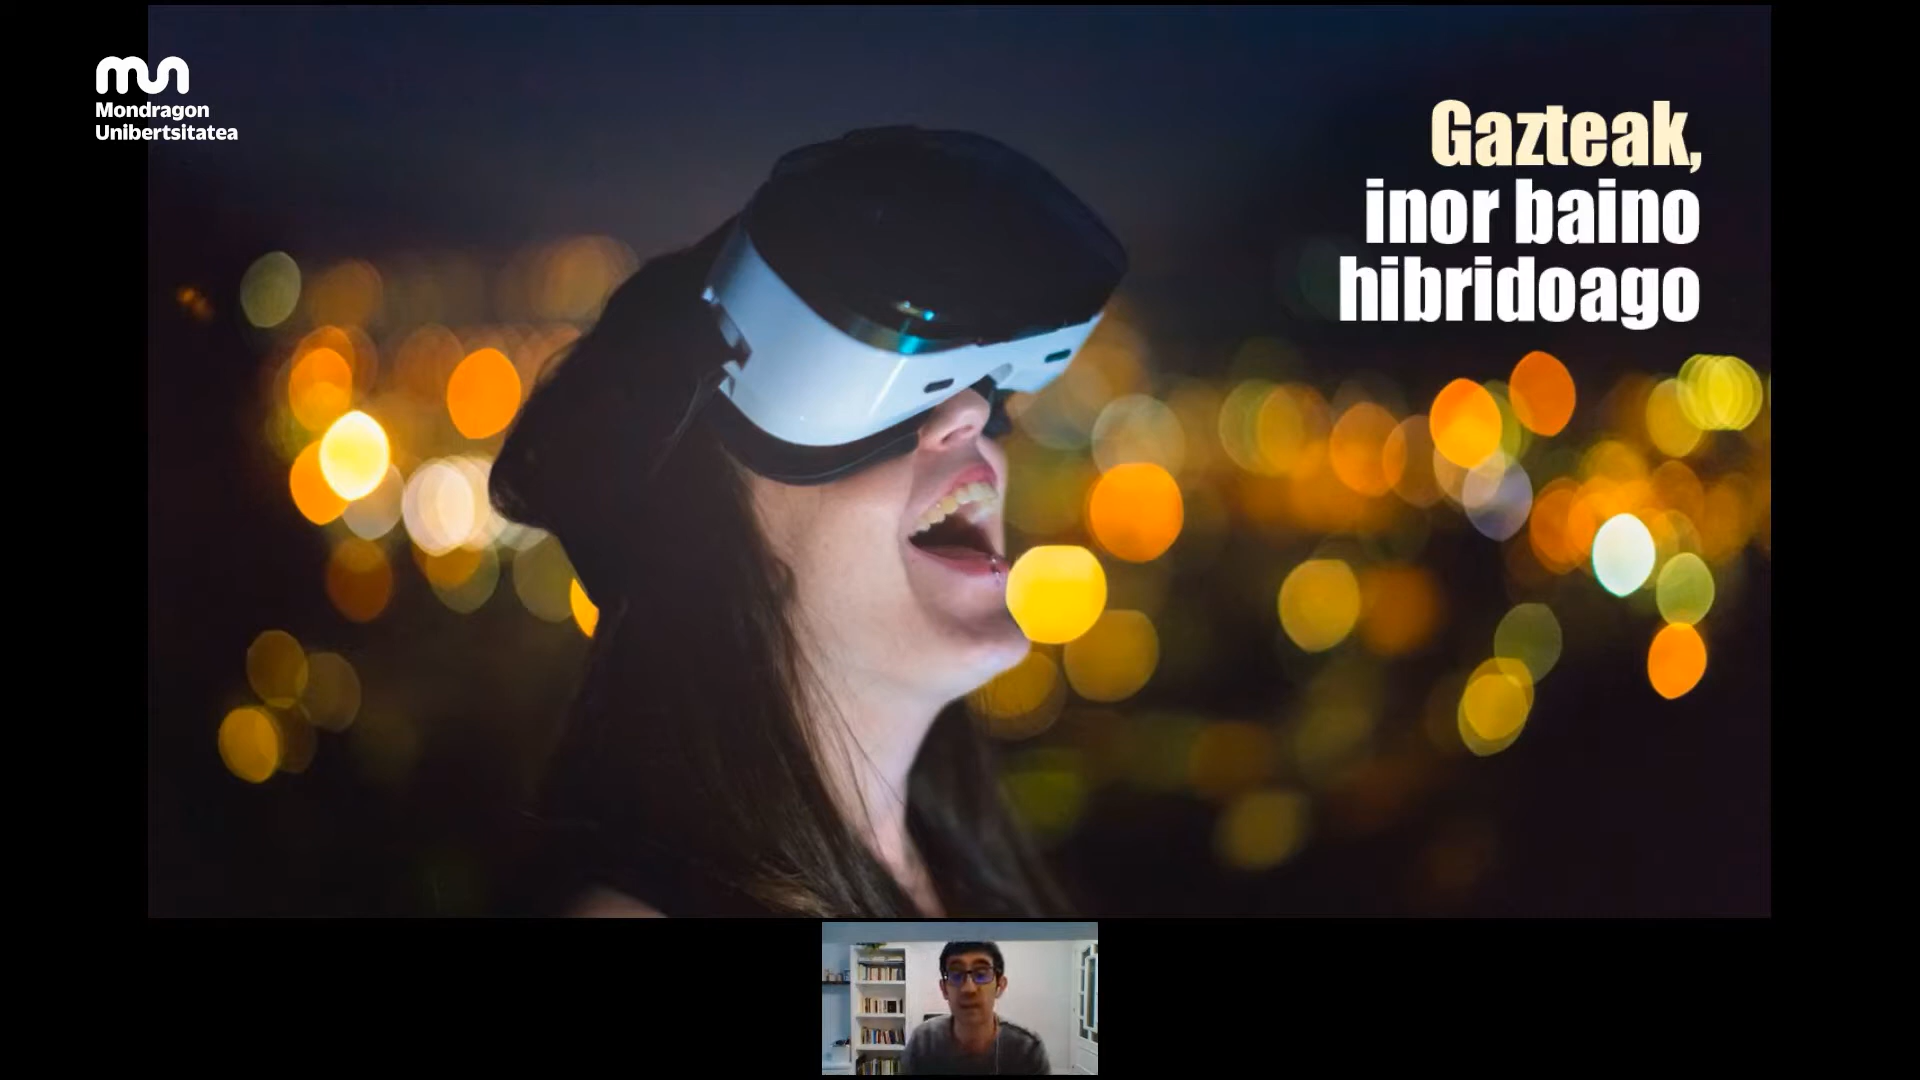 Mondragon
Unibertsitatea
Gazteak,
inor baino
hibridoago